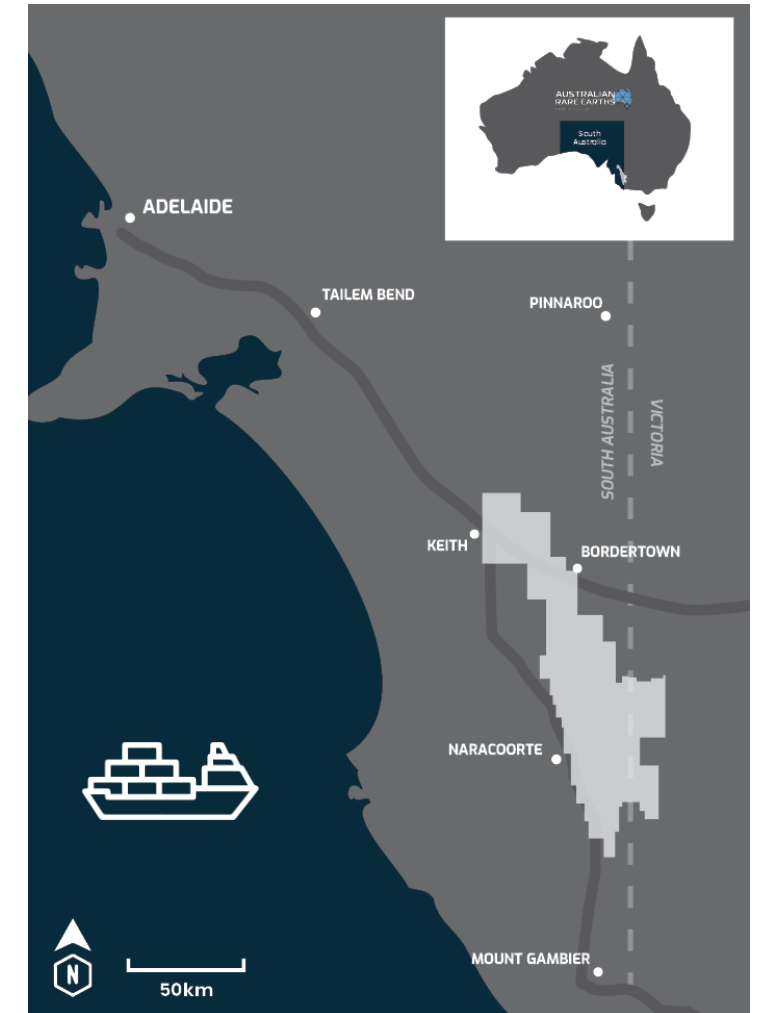 AUSTRALIAN
RARE EARTHS
South
Australia
ADELAIDE
TAILEM BEND
PINNAROO
SOUTH AUSTRALIA
VICTORIA
KEITH
BORDERTOWN
NARACOORTE
MOUNT GAMBIER
N
50km